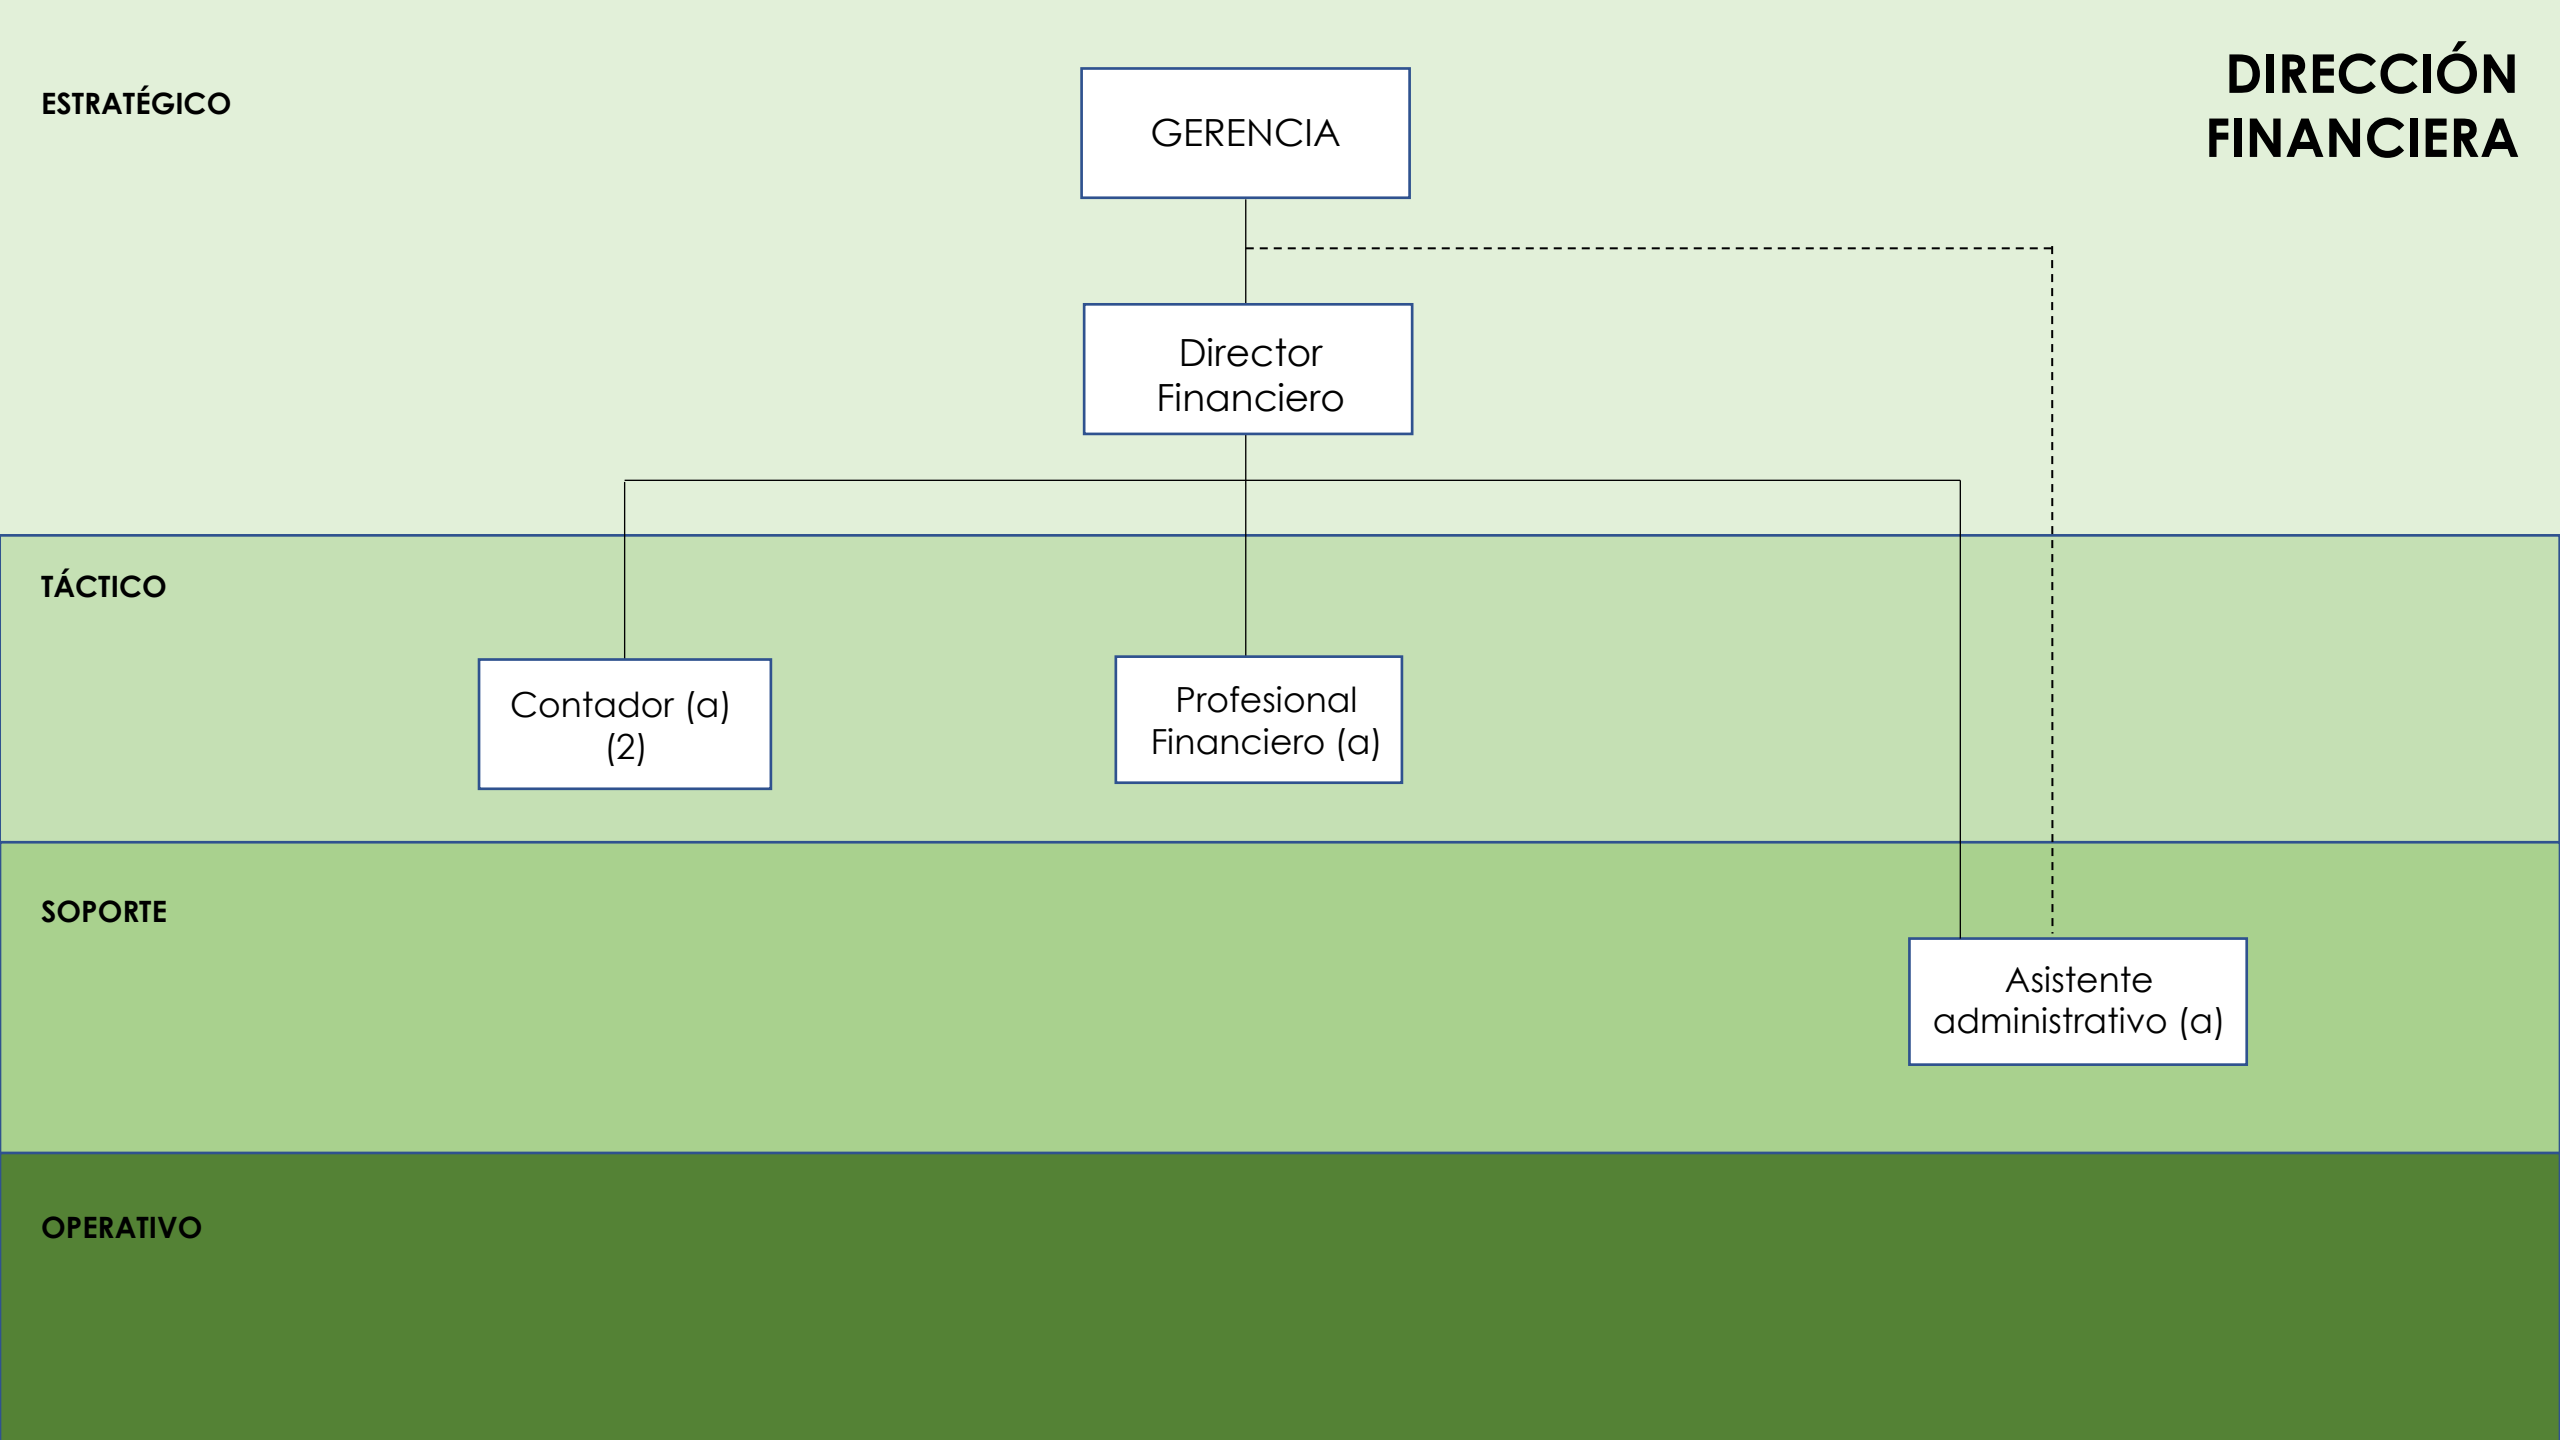 DIRECCIÓN
FINANCIERA
ESTRATÉGICO
GERENCIA
Director
Financiero
TÁCTICO
Contador (a)
(2)
Profesional
Financiero (a)
SOPORTE
Asistente
administrativo (a)
OPERATIVO